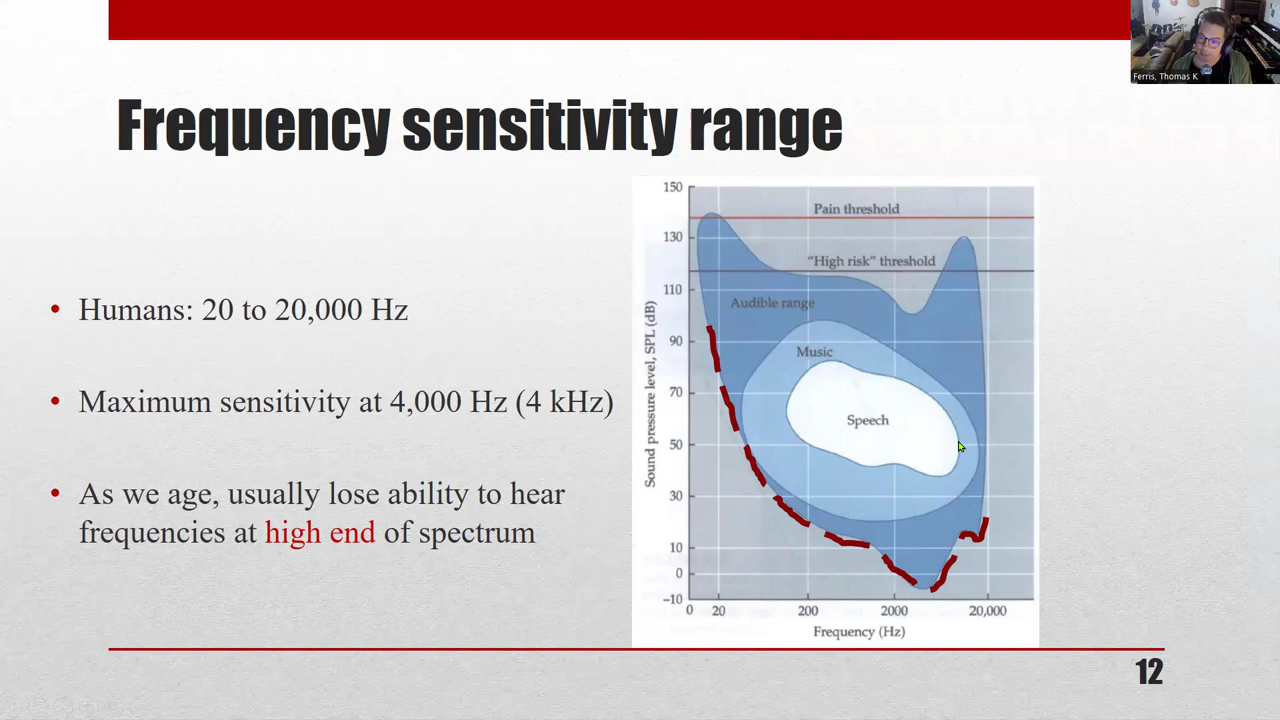 Ferris, Thomas K
Frequency sensitivity range
• Humans: 20 to 20,000 Hz
• Maximum sensitivity at 4,000 Hz (4 kHz)
• As we age, usually lose ability to hear
frequencies at high end of spectrum
Sound pressure level, SPL (dB)
150
130
110
90
70
50
30
10
0
–10
Pain threshold
“High risk” threshold
Audible range
Music
Speech
0 20 200 2000 20,000
Frequency (Hz)
12